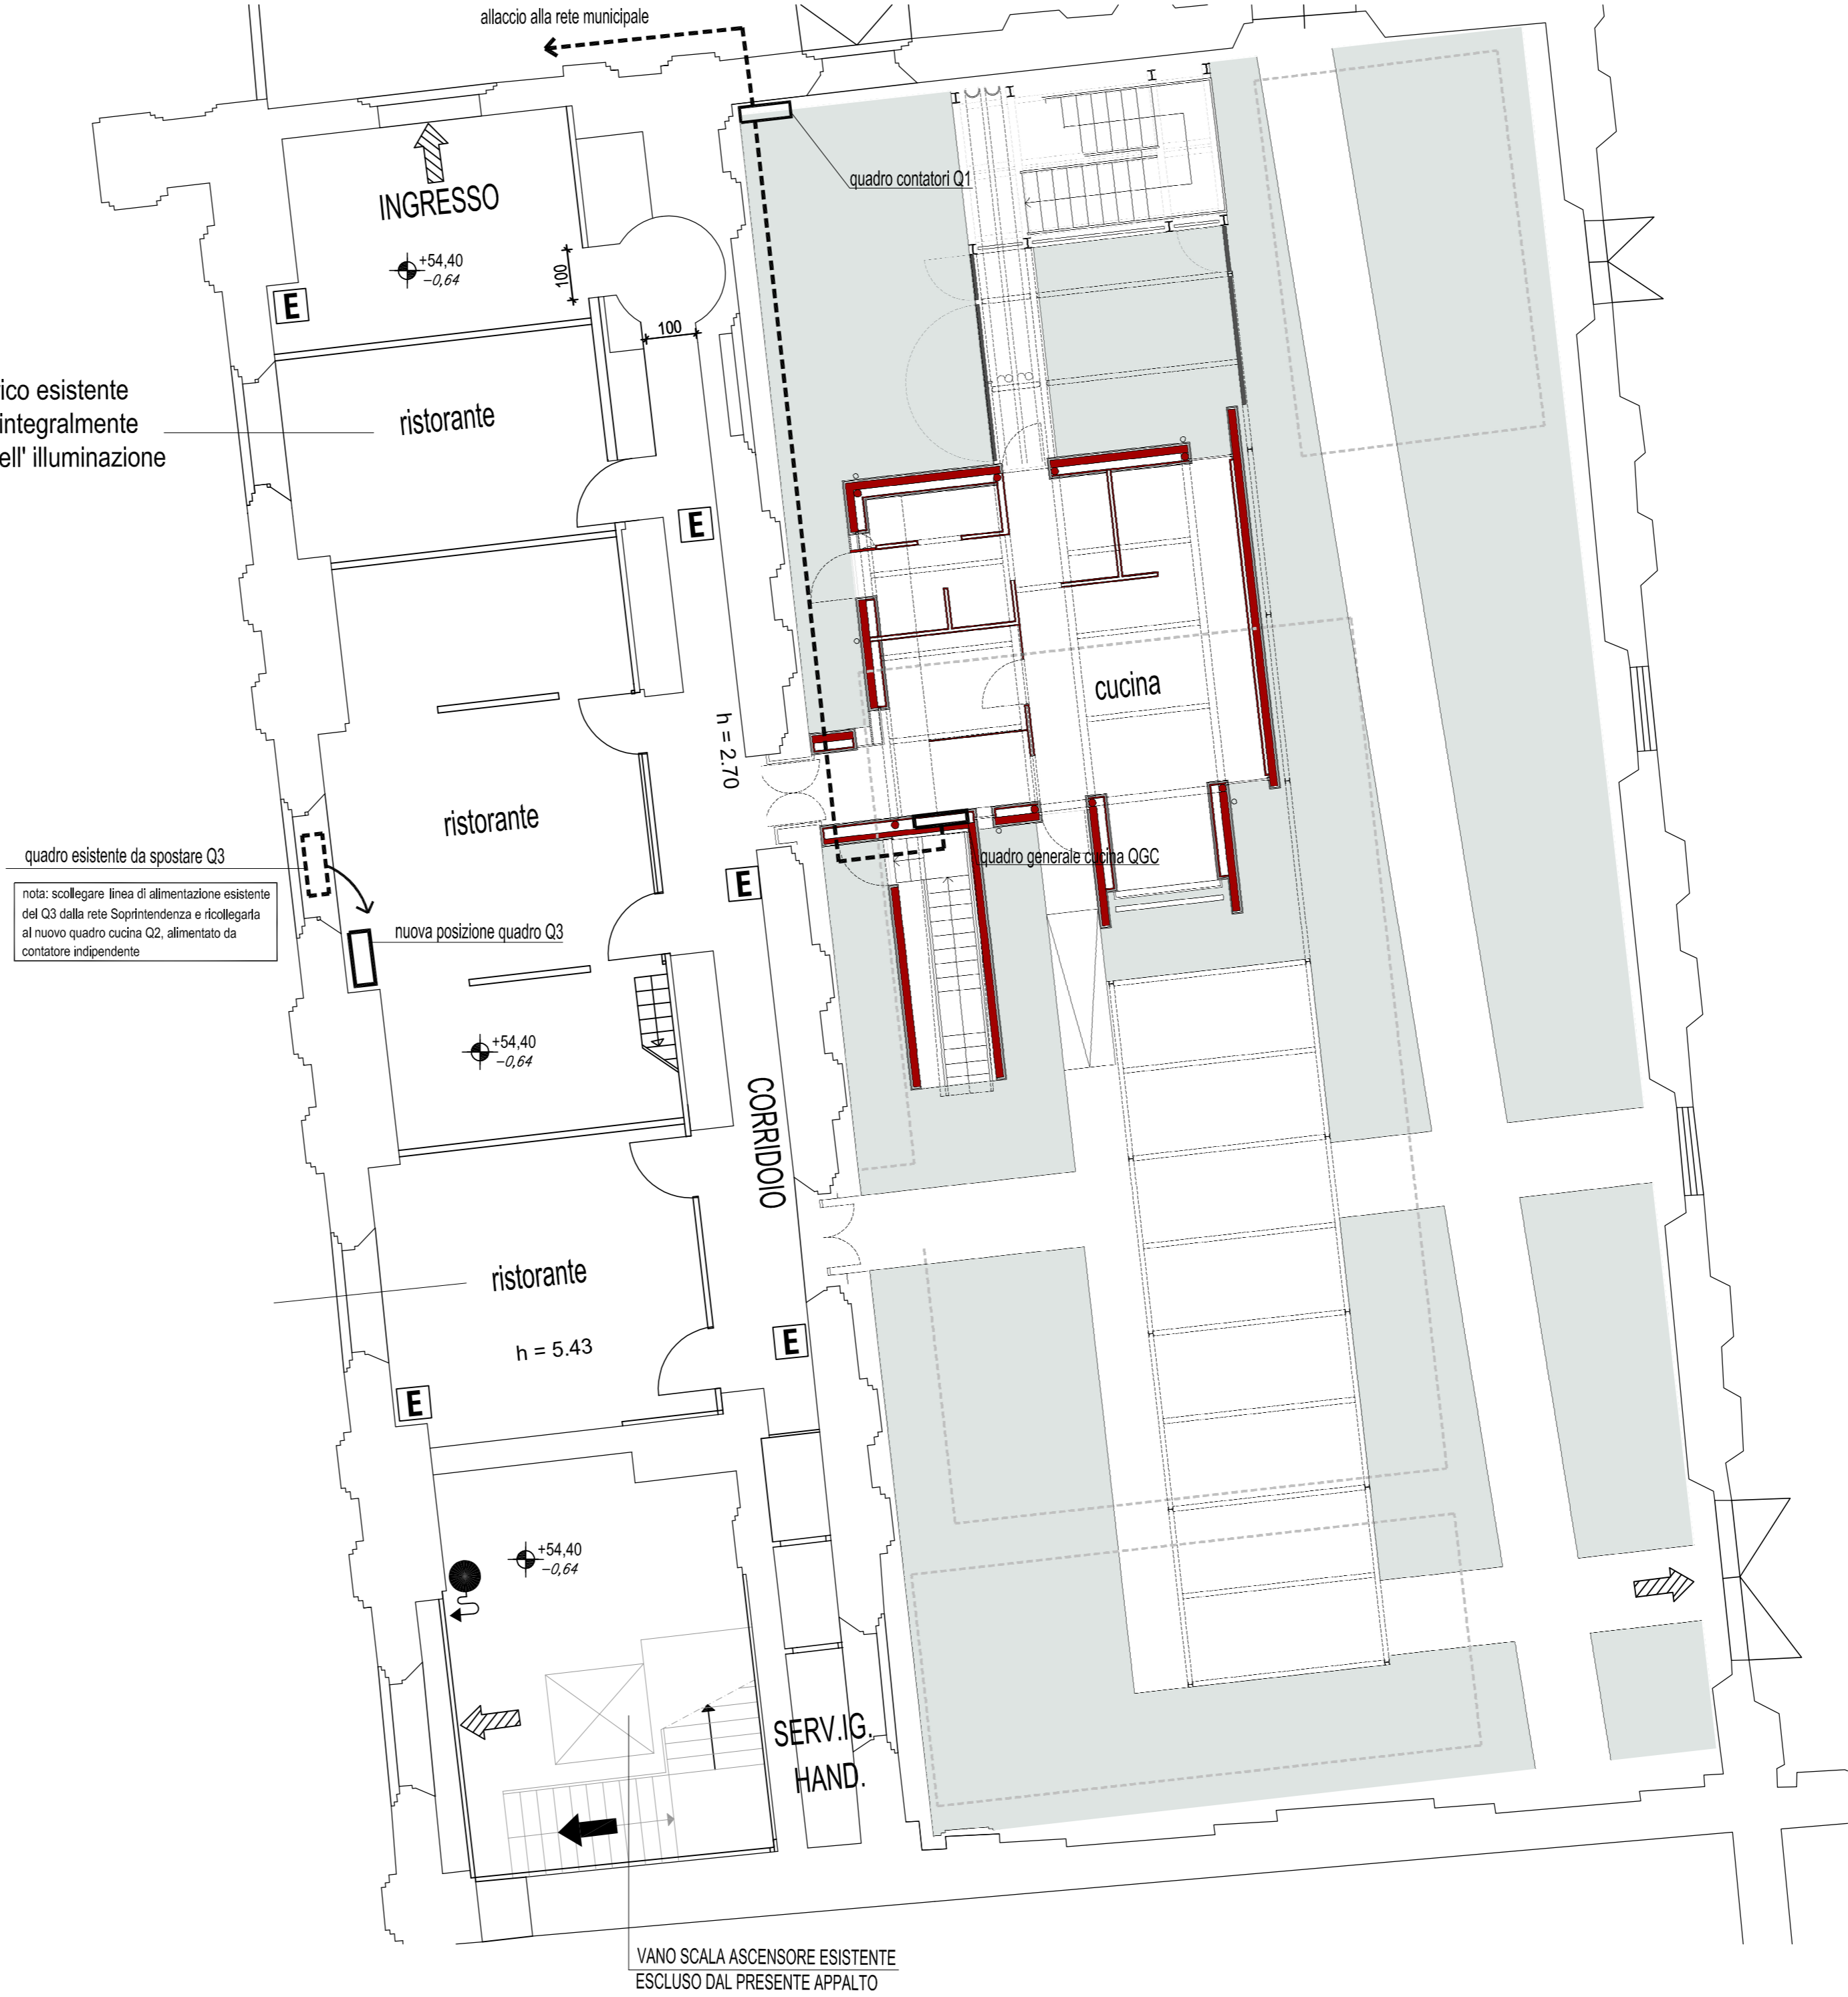 allaccio alla rete municipale
quadro contatori Q1
INGRESSO
+54,40
-0,64
100
E
100
rico esistente
integralmente
ell' illuminazione
ristorante
E
cucina
h = 2.70
ristorante
quadro esistente da spostare Q3
nota: scollegare linea di alimentazione esistente
del Q3 dalla rete Soprintendenza e ricollegarla
al nuovo quadro cucina Q2, alimentato da
contatore indipendente
quadro generale cucina QGC
E
nuova posizione quadro Q3
+54,40
-0,64
CORRIDOIO
ristorante
h = 5.43
E
E
+54,40
-0,64
SERV.IG.
HAND.
VANO SCALA ASCENSORE ESISTENTE
ESCLUSO DAL PRESENTE APPALTO